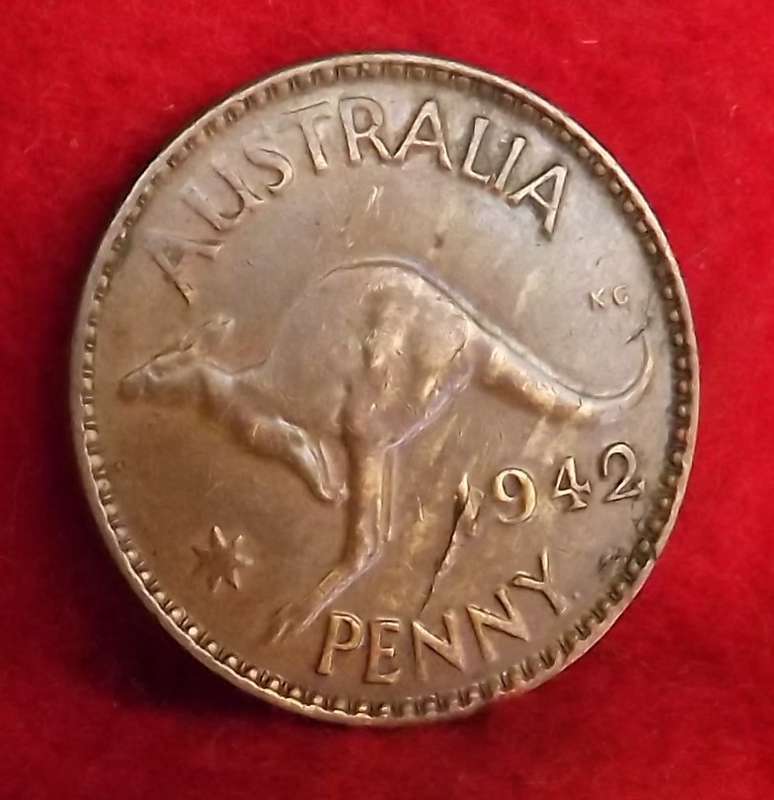 AUSTRALIA
KG
1942
PENNY.